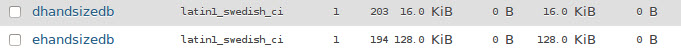 dhandsizedb latin1_swedish_ci 1 203 16.0 KiB 0 B 16.0 KiB 0 B
ehandsizedb latin1_swedish_ci 1 194 128.0 KiB 0 B 128.0 KiB 0 B